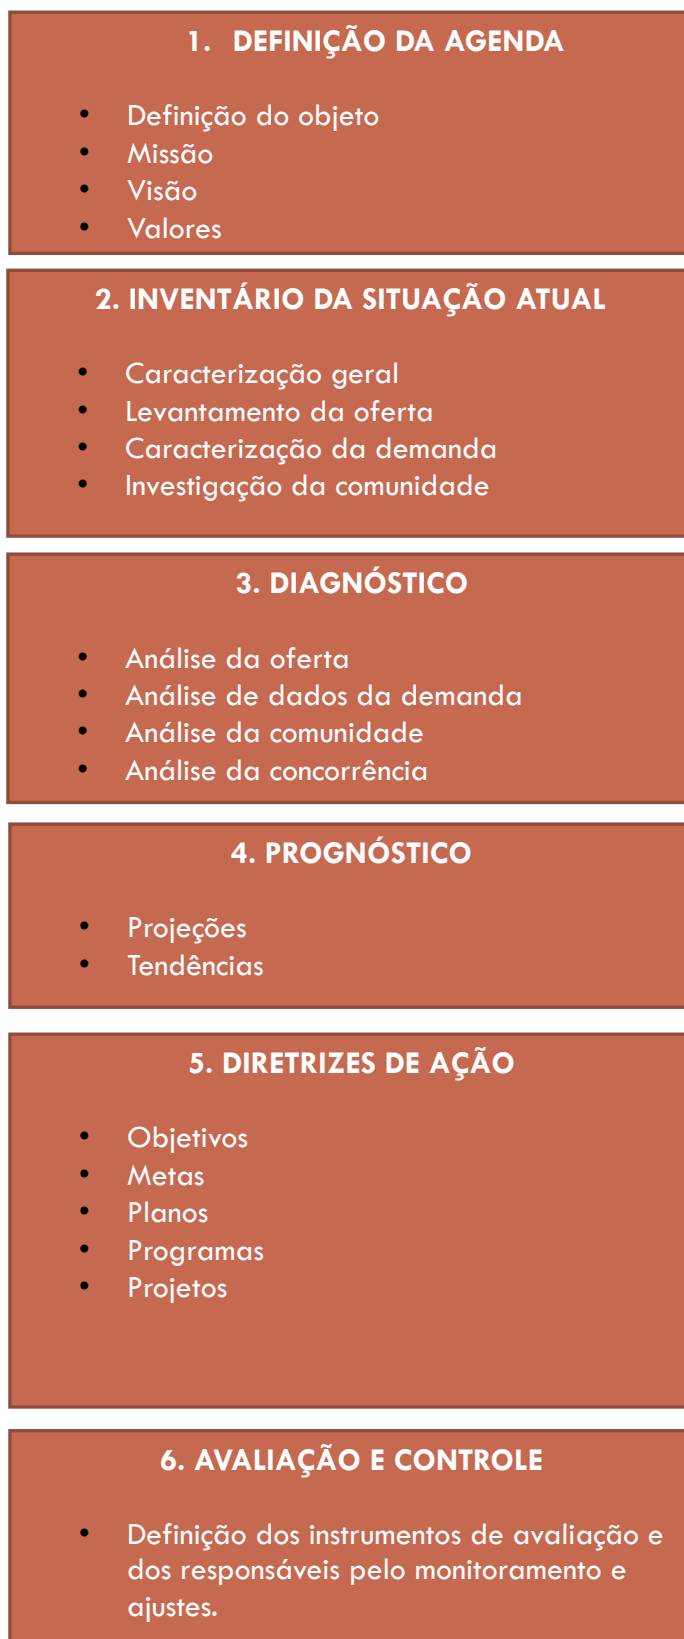 1. DEFINIÇÃO DA AGENDA
• Definição do objeto
• Missão
• Visão
• Valores
2. INVENTÁRIO DA SITUAÇÃO ATUAL
• Caracterização geral
• Levantamento da oferta
• Caracterização da demanda
• Investigação da comunidade
3. DIAGNÓSTICO
• Análise da oferta
• Análise de dados da demanda
• Análise da comunidade
• Análise da concorrência
4. PROGNÓSTICO
• Projeções
• Tendências
5. DIRETRIZES DE AÇÃO
• Objetivos
• Metas
• Planos
• Programas
• Projetos
6. AVALIAÇÃO E CONTROLE
• Definição dos instrumentos de avaliação e
dos responsáveis pelo monitoramento e
ajustes.